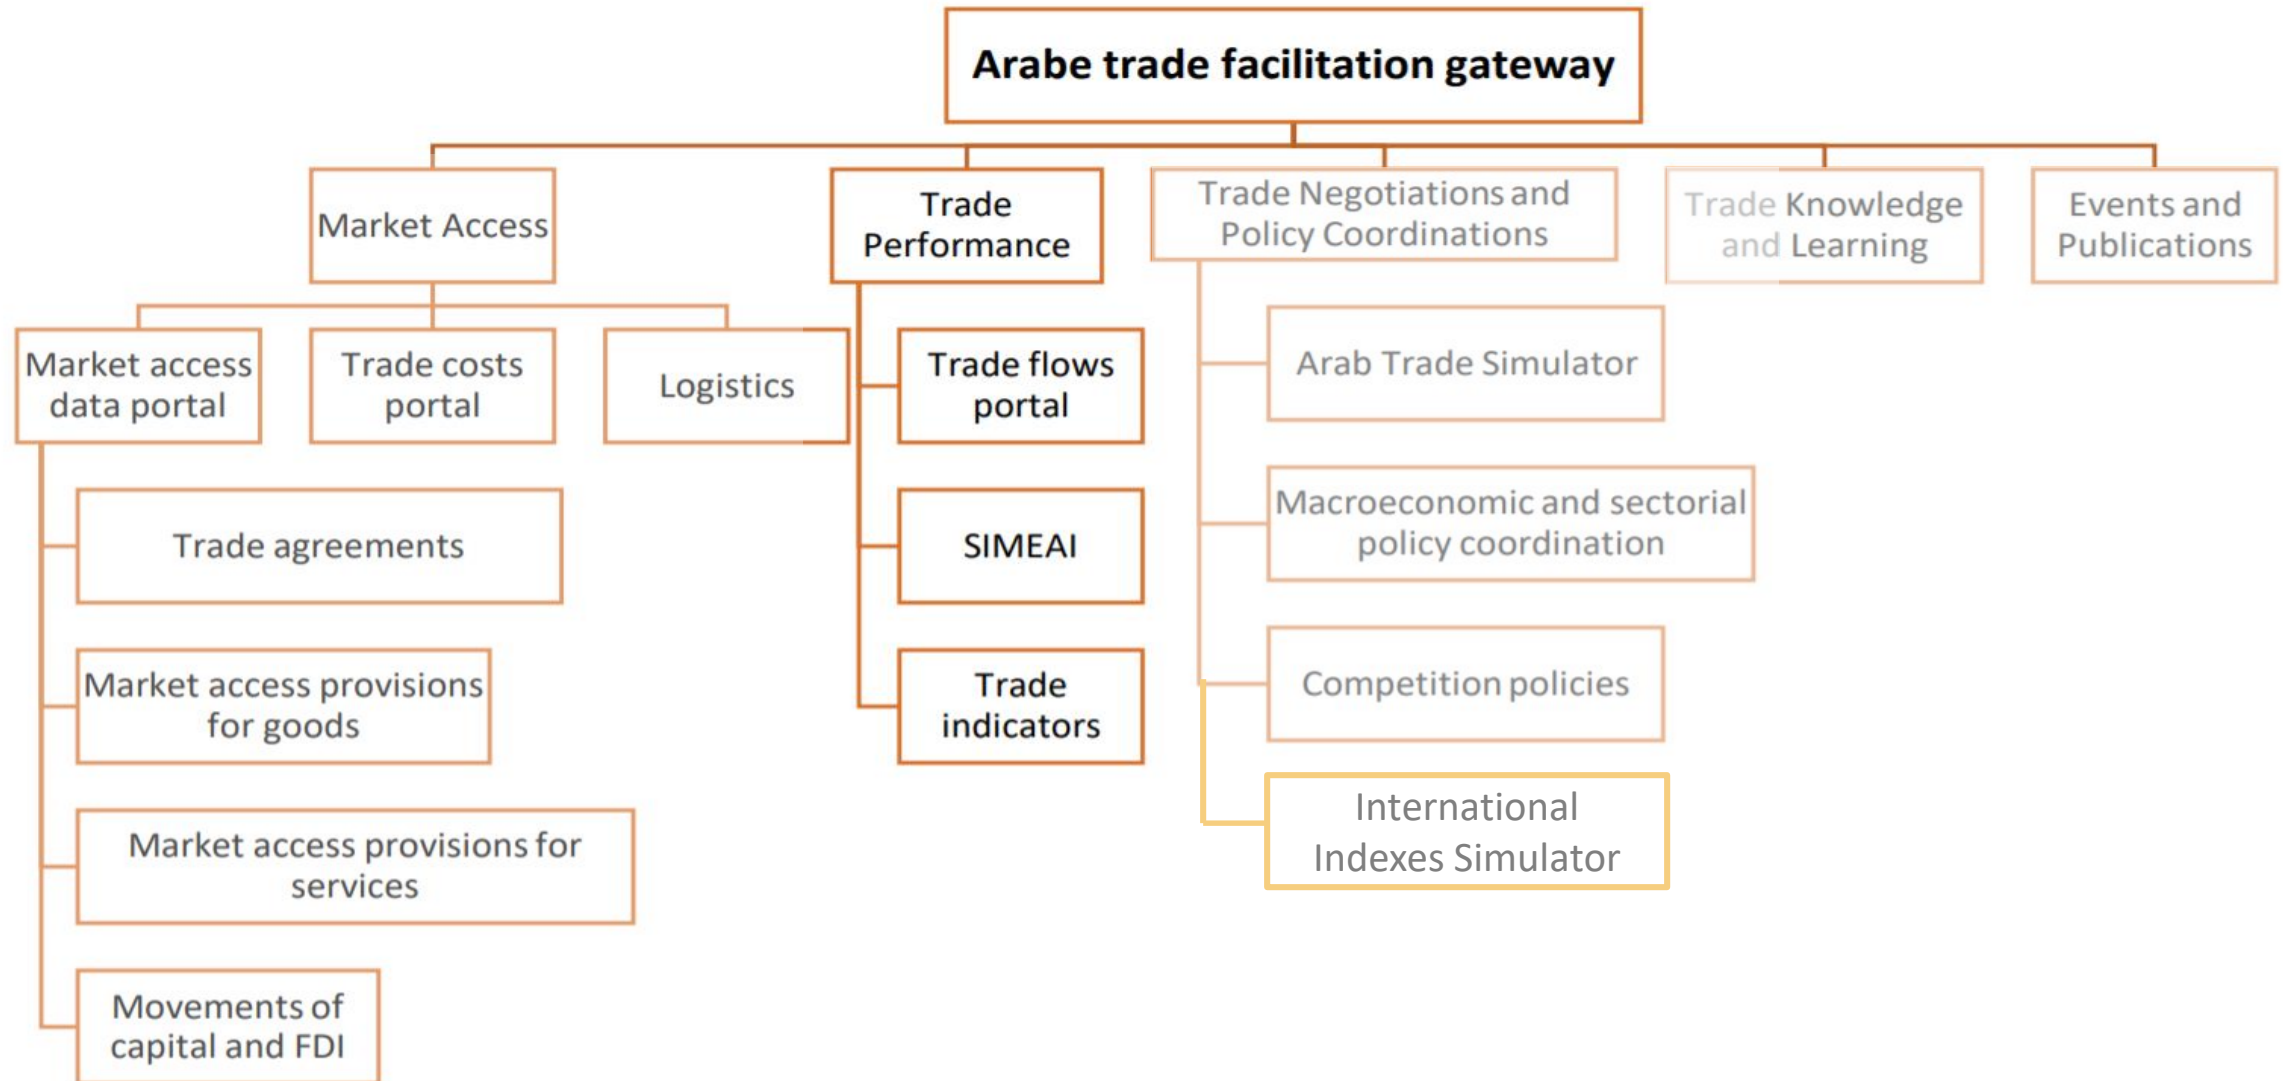 Arabe trade facilitation gateway
Market Access
Trade
Performance
Trade Negotiations and
Policy Coordinations
Trade Knowledge
and Learning
Events and
Publications
Market access
data portal
Trade costs
portal
Logistics
Trade agreements
Market access provisions
for goods
Market access provisions for
services
Movements of
capital and FDI
Trade flows
portal
SIMEAI
Trade
indicators
Arab Trade Simulator
Macroeconomic and sectorial
policy coordination
Competition policies
International
Indexes Simulator